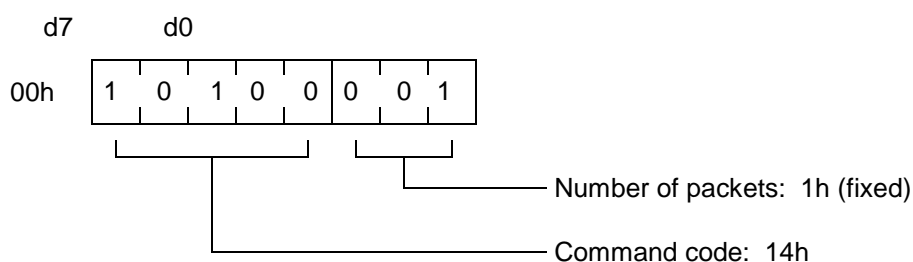 d7 d0
00h 1 0 1 0 0 0 0 1
Number of packets: 1h (fixed)
Command code: 14h